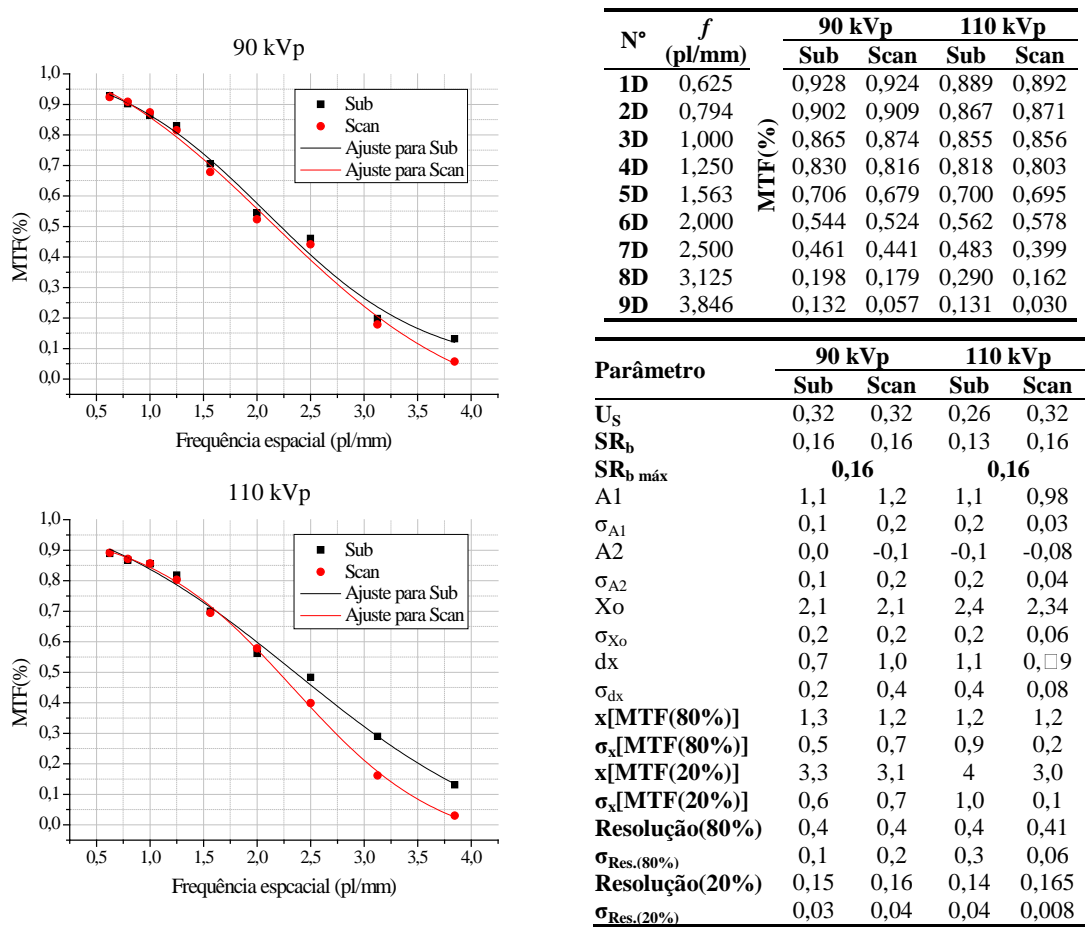 90 kVp
1,0
0,9
0,8
0,7
0,6
0,5
0,4
0,3
0,2
0,1
0,0
MTF(%)
Sub
Scan
Ajuste para Sub
Ajuste para Scan
0,5 1,0 1,5 2,0 2,5 3,0 3,5 4,0
Frequência espacial (pl/mm)
110 kVp
1,0
0,9
0,8
0,7
0,6
0,5
0,4
0,3
0,2
0,1
0,0
MTF(%)
Sub
Scan
Ajuste para Sub
Ajuste para Scan
0,5 1,0 1,5 2,0 2,5 3,0 3,5 4,0
Frequência espcacial (pl/mm)
N° f (pl/mm) MTF(%) 90 kVp 110 kVp
Sub Scan Sub Scan
1D 0,625 0,928 0,924 0,889 0,892
2D 0,794 0,902 0,909 0,867 0,871
3D 1,000 0,865 0,874 0,855 0,856
4D 1,250 0,830 0,816 0,818 0,803
5D 1,563 0,706 0,679 0,700 0,695
6D 2,000 0,544 0,524 0,562 0,578
7D 2,500 0,461 0,441 0,483 0,399
8D 3,125 0,198 0,179 0,290 0,162
9D 3,846 0,132 0,057 0,131 0,030
Parâmetro 90 kVp 110 kVp
Sub Scan Sub Scan
US 0,32 0,32 0,26 0,32
SRb 0,16 0,16 0,13 0,16
SRb máx 0,16 0,16
A1 1,1 1,2 1,1 0,98
σA1 0,1 0,2 0,2 0,03
A2 0,0 -0,1 -0,1 -0,08
σA2 0,1 0,2 0,2 0,04
Xo 2,1 2,1 2,4 2,34
σXo 0,2 0,2 0,2 0,06
dx 0,7 1,0 1,1 0,□9
σdx 0,2 0,4 0,4 0,08
x[MTF(80%)] 1,3 1,2 1,2 1,2
σx[MTF(80%)] 0,5 0,7 0,9 0,2
x[MTF(20%)] 3,3 3,1 4 3,0
σx[MTF(20%)] 0,6 0,7 1,0 0,1
Resolução(80%) 0,4 0,4 0,4 0,41
σRes.(80%) 0,1 0,2 0,3 0,06
Resolução(20%) 0,15 0,16 0,14 0,165
σRes.(20%) 0,03 0,04 0,04 0,008